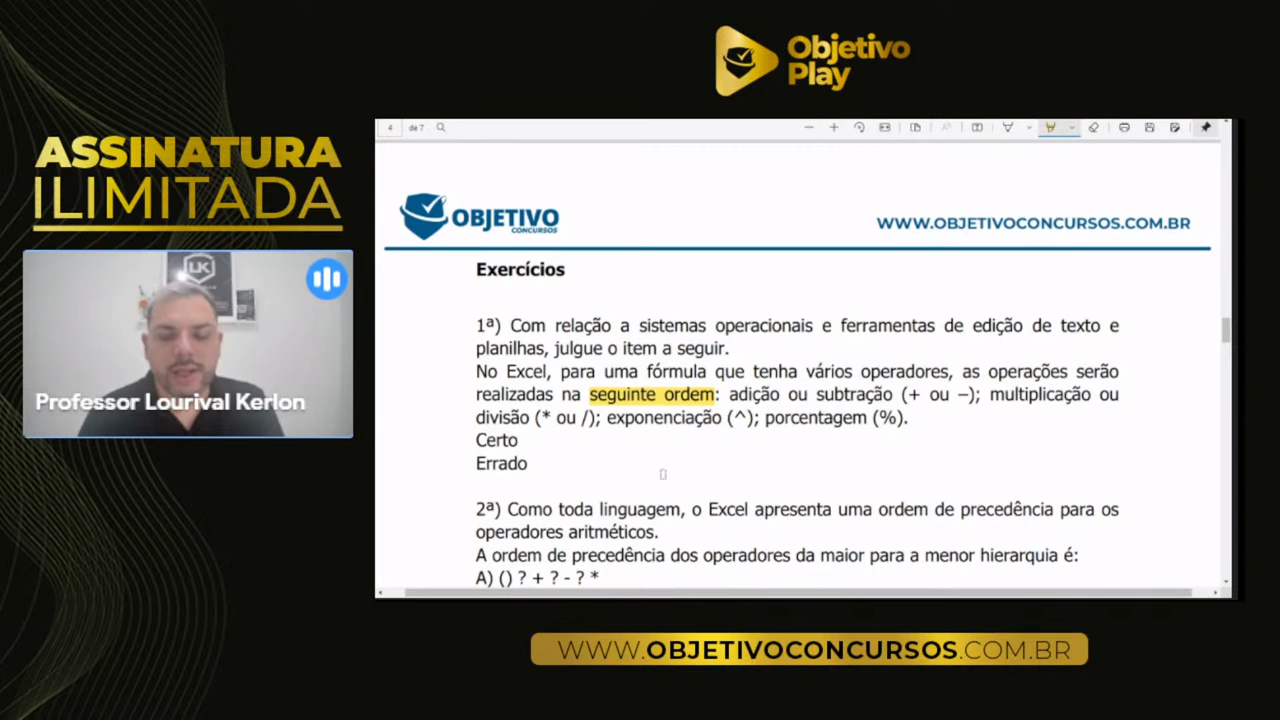 Objetivo
Play
ASSINATURA
ILIMITADA
LK
Professor Lourival Kerlon
4 de 7
OBJETIVO
CONCURSOS
WWW.OBJETIVOCONCURSOS.COM.BR
Exercícios
1ª) Com relação a sistemas operacionais e ferramentas de edição de texto e
planilhas, julgue o item a seguir.
No Excel, para uma fórmula que tenha vários operadores, as operações serão
realizadas na seguinte ordem: adição ou subtração (+ ou –); multiplicação ou
divisão (* ou /); exponenciação (^); porcentagem (%).
Certo
Errado
2ª) Como toda linguagem, o Excel apresenta uma ordem de precedência para os
operadores aritméticos.
A ordem de precedência dos operadores da maior para a menor hierarquia é:
A) () ? + ? - ? *
WWW.OBJETIVOCONCURSOS.COM.BR